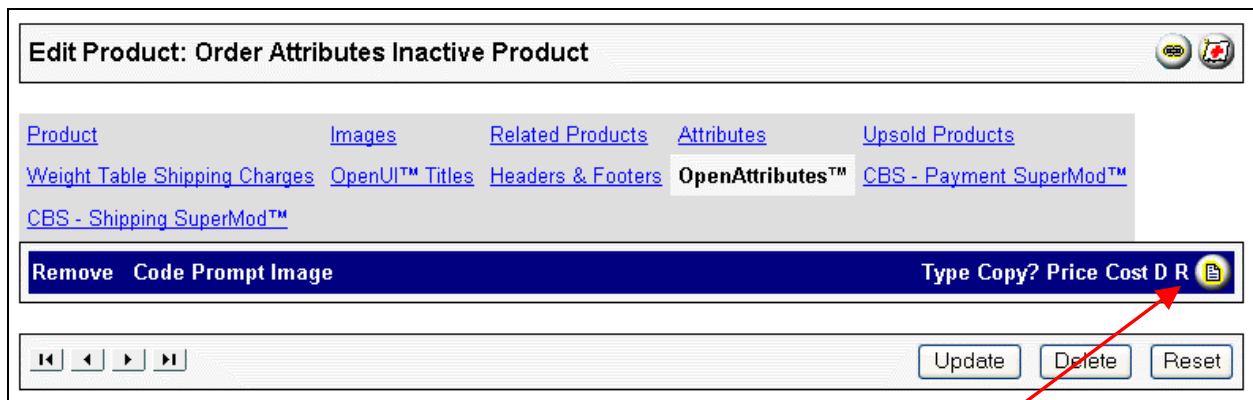 Edit Product: Order Attributes Inactive Product
Product Images Related Products Attributes Upsold Products
Weight Table Shipping Charges OpenUI™ Titles Headers & Footers OpenAttributes™ CBS - Payment SuperMod™
CBS - Shipping SuperMod™
Remove Code Prompt Image Type Copy? Price Cost D R
Update Delete Reset